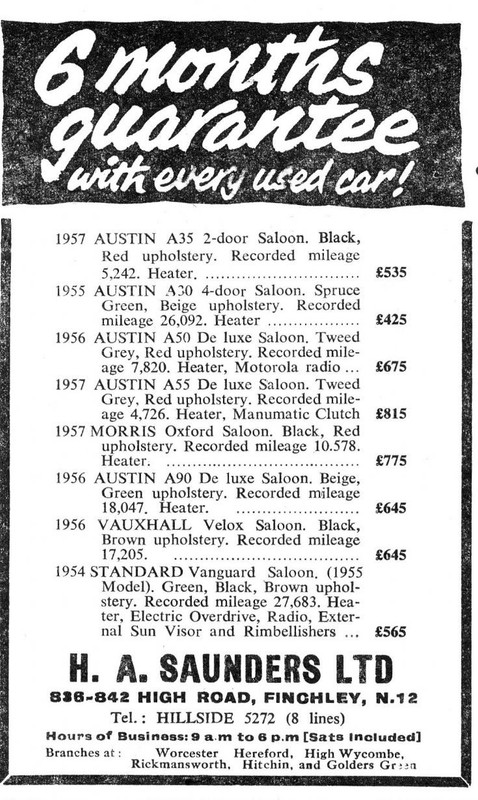 6 months
guarantee
with every used car!
1957 AUSTIN A35 2-door Saloon. Black,
Red upholstery. Recorded mileage
5,242. Heater. ............................. £535
1955 AUSTIN A30 4-door Saloon. Spruce
Green, Beige upholstery. Recorded
mileage 26,092. Heater ................. £425
1956 AUSTIN A50 De luxe Saloon. Tweed
Grey, Red upholstery. Recorded mile-
age 7,820. Heater, Motorola radio ... £675
1957 AUSTIN A55 De luxe Saloon. Tweed
Grey, Red upholstery. Recorded mile-
age 4,726. Heater, Manumatic Clutch £815
1957 MORRIS Oxford Saloon. Black, Red
upholstery. Recorded mileage 10.578.
Heater. .................................... £775
1956 AUSTIN A90 De luxe Saloon. Beige,
Green upholstery. Recorded mileage
18,047. Heater. ............................ £645
1956 VAUXHALL Velox Saloon. Black,
Brown upholstery. Recorded mileage
17,205. ................................... £645
1954 STANDARD Vanguard Saloon. (1955
Model). Green, Black, Brown uphol-
stery. Recorded mileage 27,683. Hea-
ter, Electric Overdrive, Radio, Exter-
nal Sun Visor and Rimbellishers ... £565
H. A. SAUNDERS LTD
836-842 HIGH ROAD, FINCHLEY, N.12
Tel.: HILLSIDE 5272 (8 lines)
Hours of Business: 9 a.m to 6 p.m [Sats Included]
Branches at: Worcester Hereford, High Wycombe,
Rickmansworth, Hitchin, and Golders Green